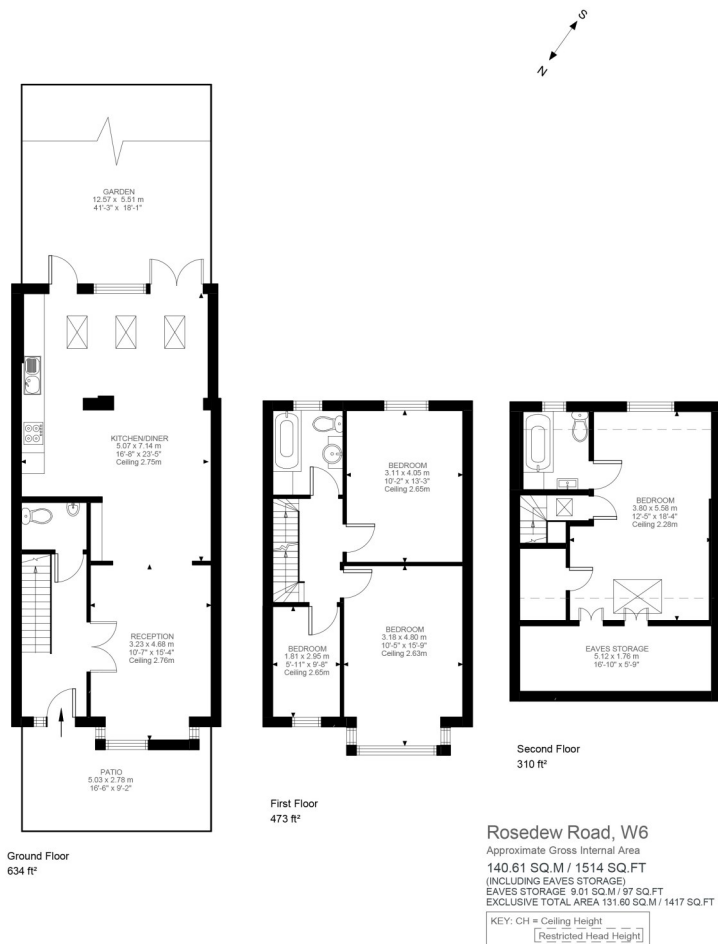 S
N
GARDEN
12.57 x 5.51 m
41'-3" x 18'-1"
KITCHEN/DINER
5.07 x 7.14 m
16'-8" x 23'-5"
Ceiling 2.75m
RECEPTION
3.23 x 4.68 m
10'-7" x 15'-4"
Ceiling 2.76m
PATIO
5.03 x 2.78 m
16'-6" x 9'-2"
Ground Floor
634 ft²
BEDROOM
3.11 x 4.05 m
10'-2" x 13'-3"
Ceiling 2.65m
BEDROOM
1.81 x 2.95 m
5'-11" x 9'-8"
Ceiling 2.65m
BEDROOM
3.18 x 4.80 m
10'-5" x 15'-9"
Ceiling 2.63m
First Floor
473 ft²
BEDROOM
3.80 x 5.58 m
12'-5" x 18'-4"
Ceiling 2.28m
EAVES STORAGE
5.12 x 1.76 m
16'-10" x 5'-9"
Second Floor
310 ft²
Rosedew Road, W6
Approximate Gross Internal Area
140.61 SQ.M / 1514 SQ.FT
(INCLUDING EAVES STORAGE)
EAVES STORAGE 9.01 SQ.M / 97 SQ.FT
EXCLUSIVE TOTAL AREA 131.60 SQ.M / 1417 SQ.FT
KEY: CH = Ceiling Height
Restricted Head Height